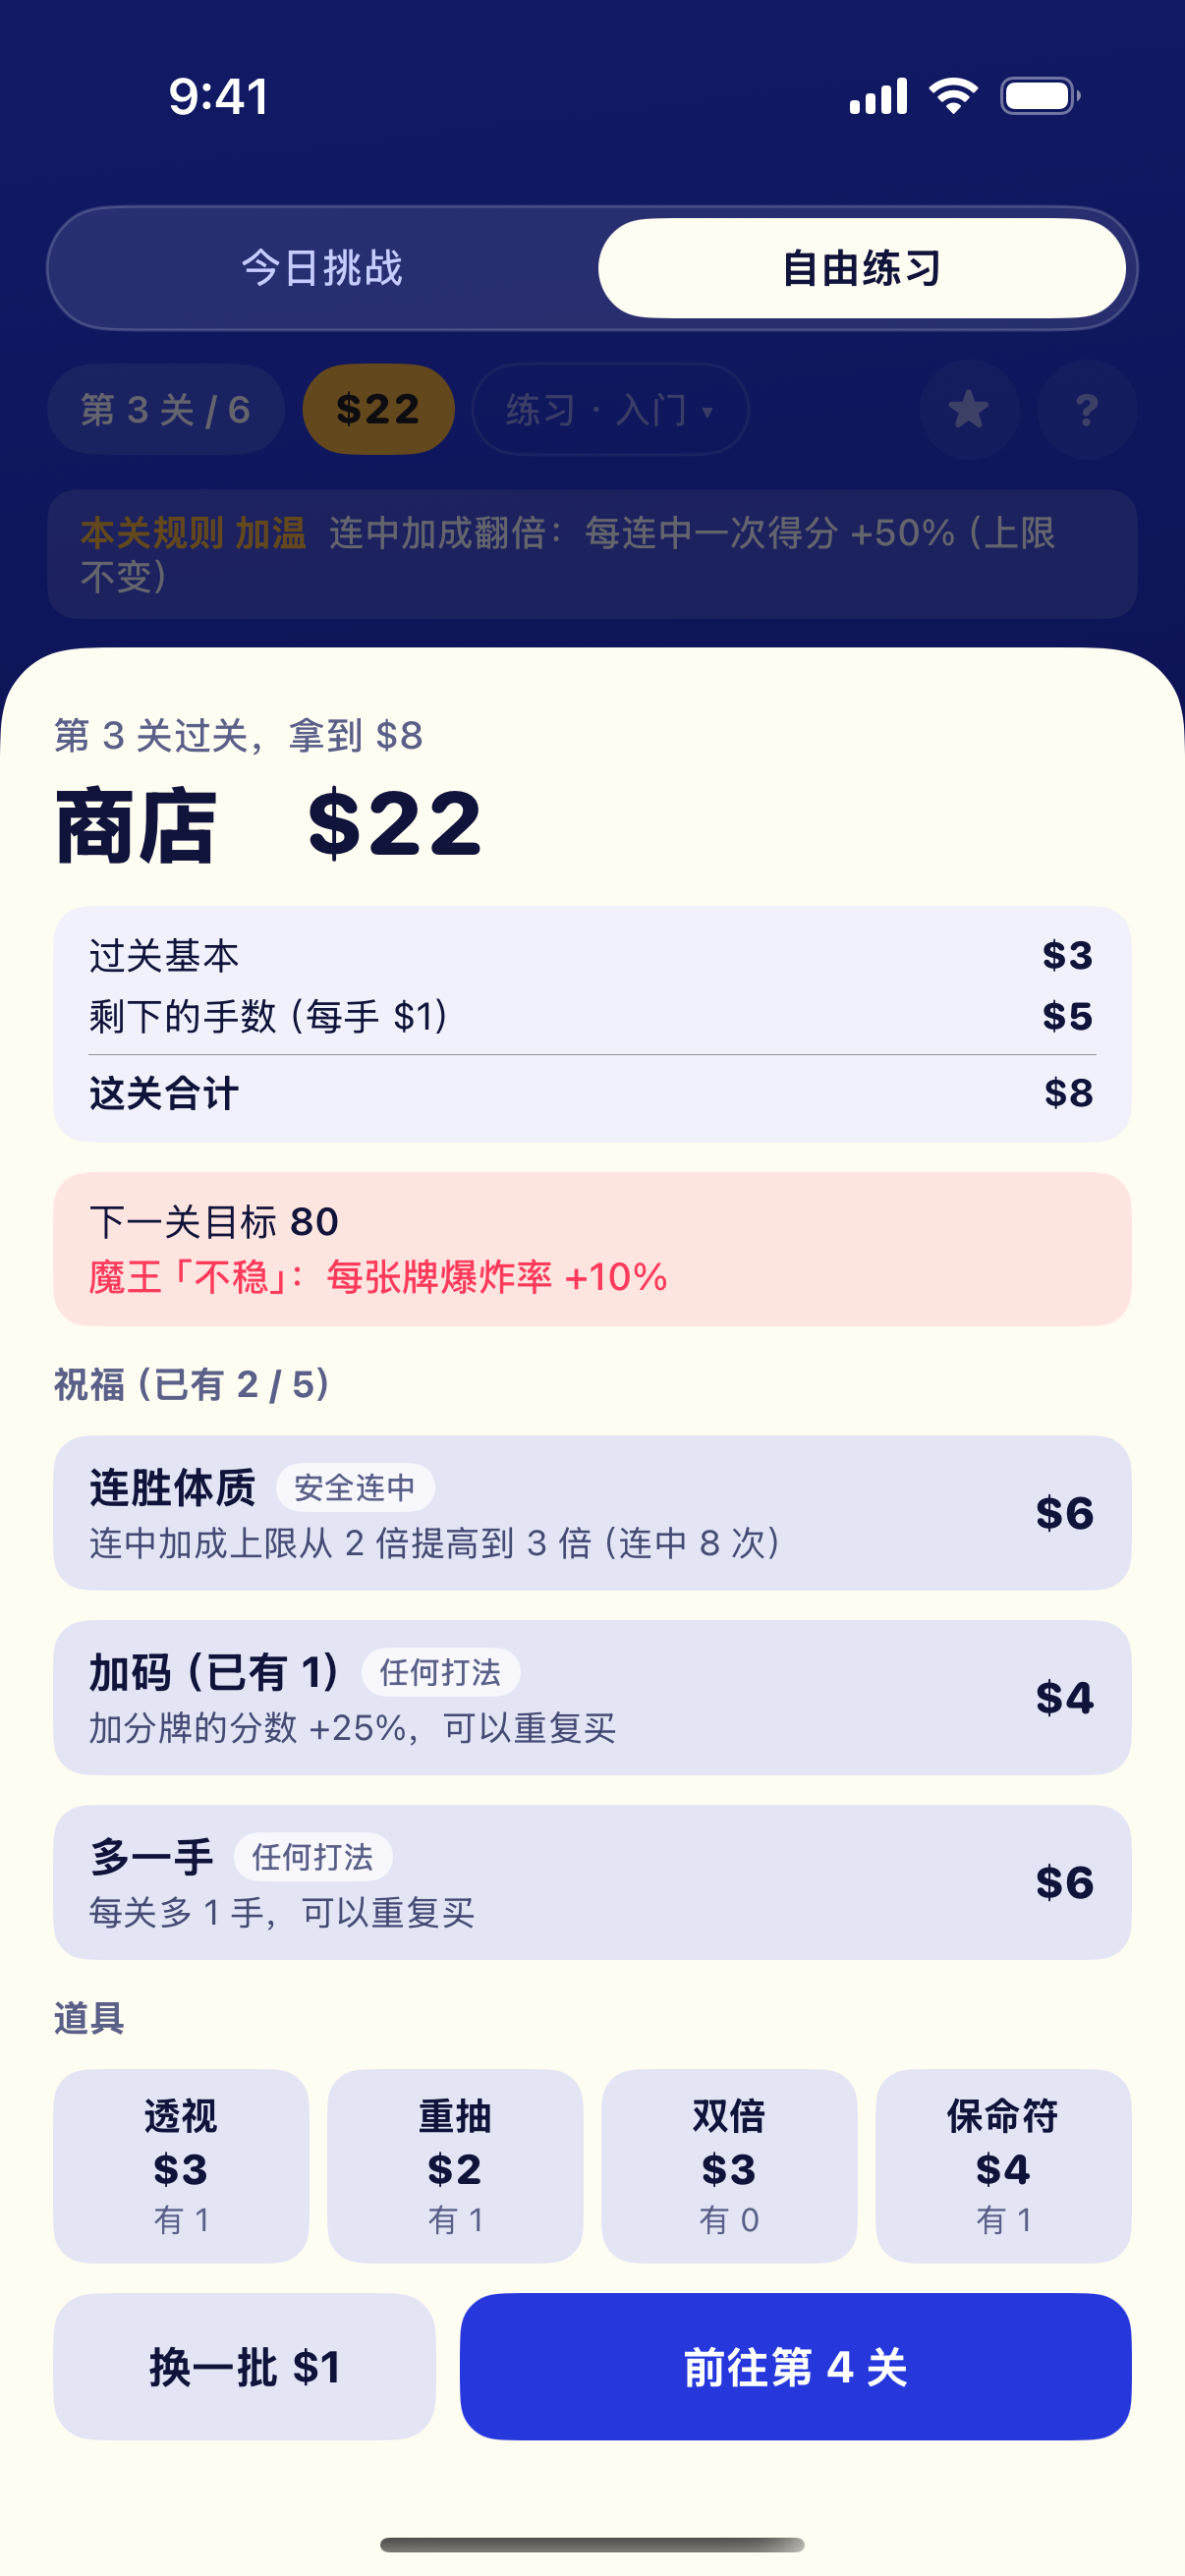 9:41
今日挑战 自由练习
第 3 关 / 6 $22 练习 · 入门 ▾ ★ ?
本关规则 加温 连中加成翻倍：每连中一次得分 +50%（上限
不变）
第 3 关过关，拿到 $8
商店 $22
过关基本 $3
剩下的手数（每手 $1） $5
这关合计 $8
下一关目标 80
魔王「不稳」：每张牌爆炸率 +10%
祝福（已有 2 / 5）
连胜体质 安全连中
连中加成上限从 2 倍提高到 3 倍（连中 8 次）
$6
加码（已有 1） 任何打法
加分牌的分数 +25%，可以重复买
$4
多一手 任何打法
每关多 1 手，可以重复买
$6
道具
透视 重抽 双倍 保命符
$3 $2 $3 $4
有 1 有 1 有 0 有 1
换一批 $1 前往第 4 关